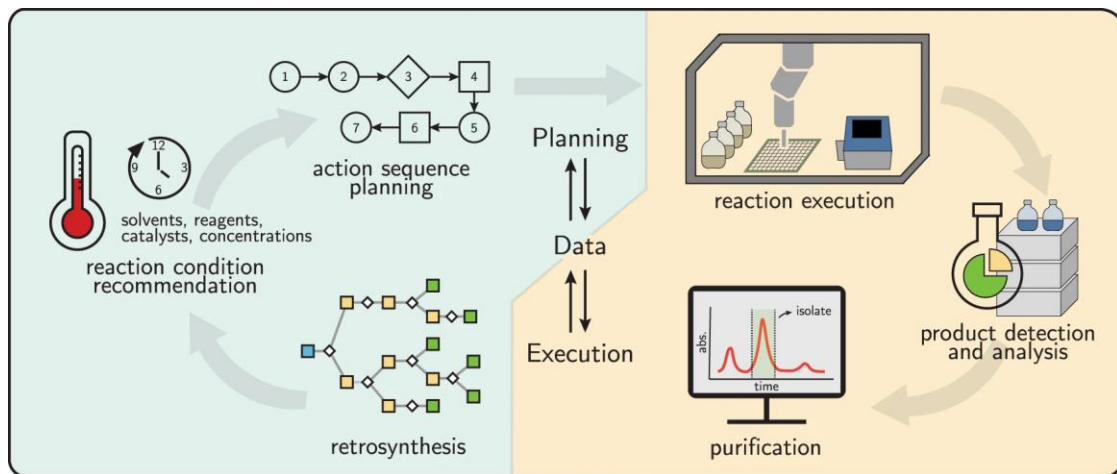 1
2
3
4
7
6
5
action sequence
planning
12
9
3
6
solvents, reagents,
catalysts, concentrations
reaction condition
recommendation
retrosynthesis
Planning
Data
Execution
reaction execution
product detection
and analysis
isolate
abs.
time
purification